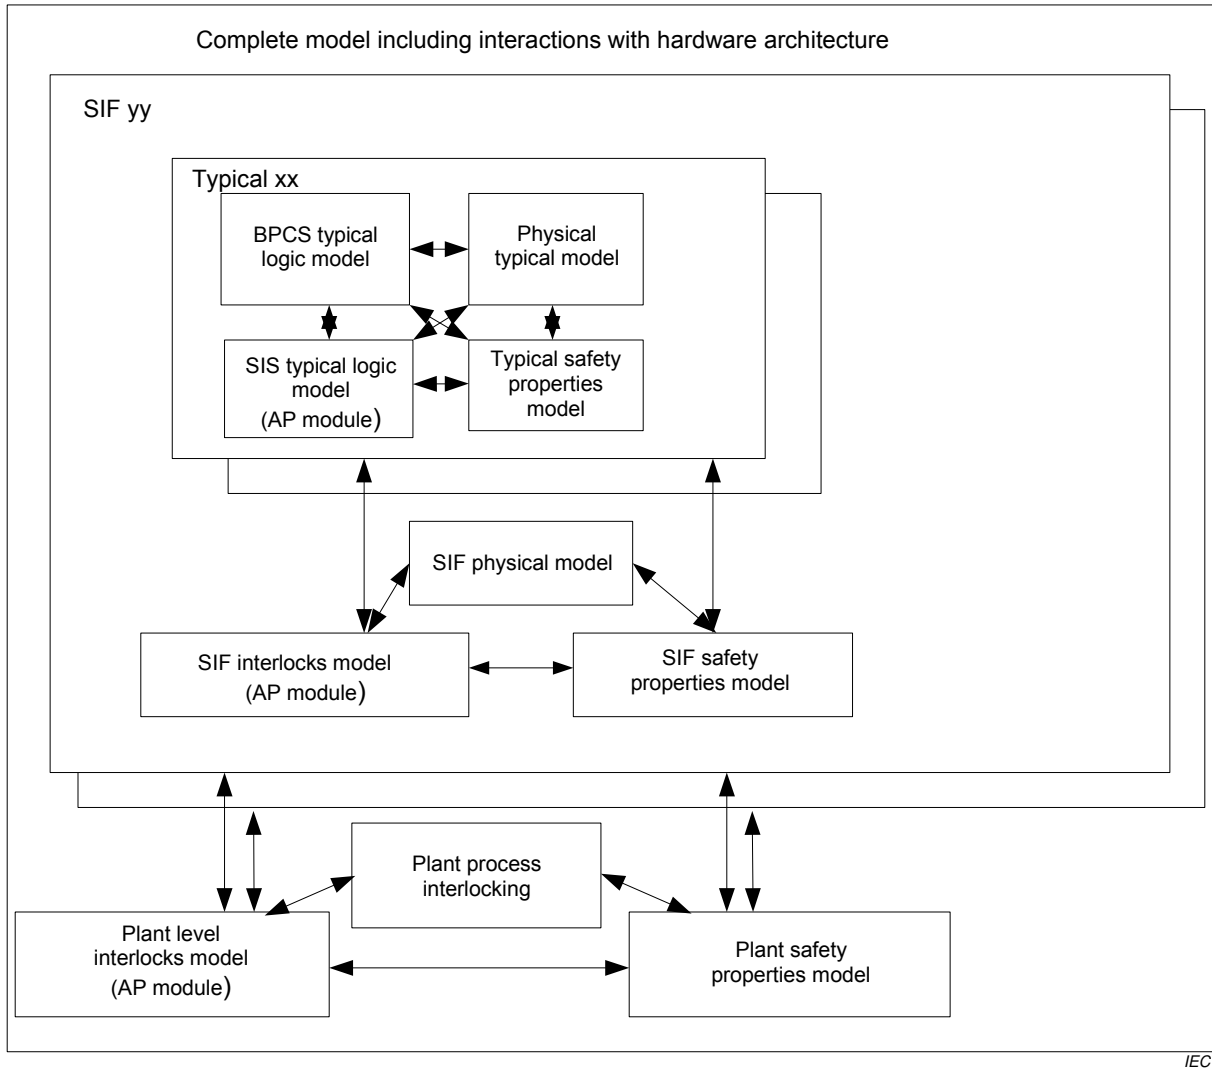 Complete model including interactions with hardware architecture
SIF yy
Typical xx
BPCS typical
logic model
Physical
typical model
SIS typical logic
model
(AP module)
Typical safety
properties
model
SIF physical model
SIF interlocks model
(AP module)
SIF safety
properties model
Plant process
interlocking
Plant level
interlocks model
(AP module)
Plant safety
properties model
IEC